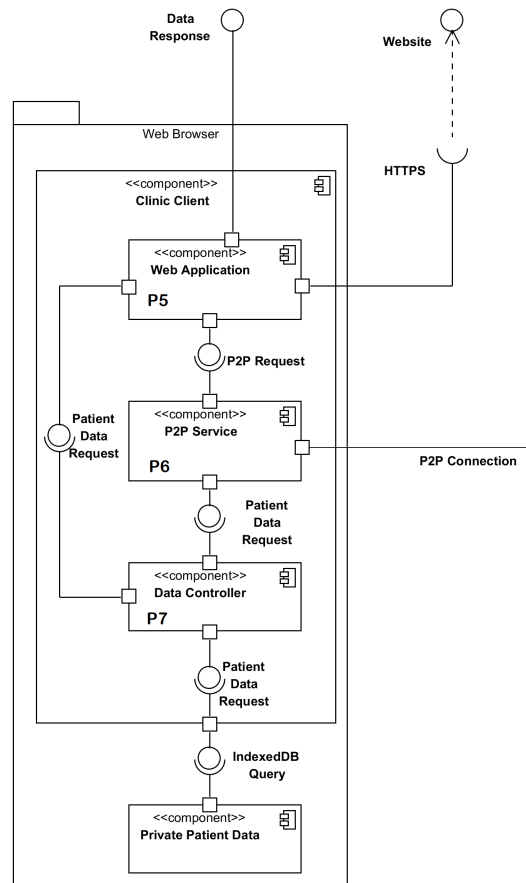 Data
Response
Website
Web Browser
HTTPS
<<component>>
Clinic Client
<<component>>
Web Application
P5
P2P Request
Patient
Data
Request
<<component>>
P2P Service
P6
P2P Connection
Patient
Data
Request
<<component>>
Data Controller
P7
Patient
Data
Request
IndexedDB
Query
<<component>>
Private Patient Data